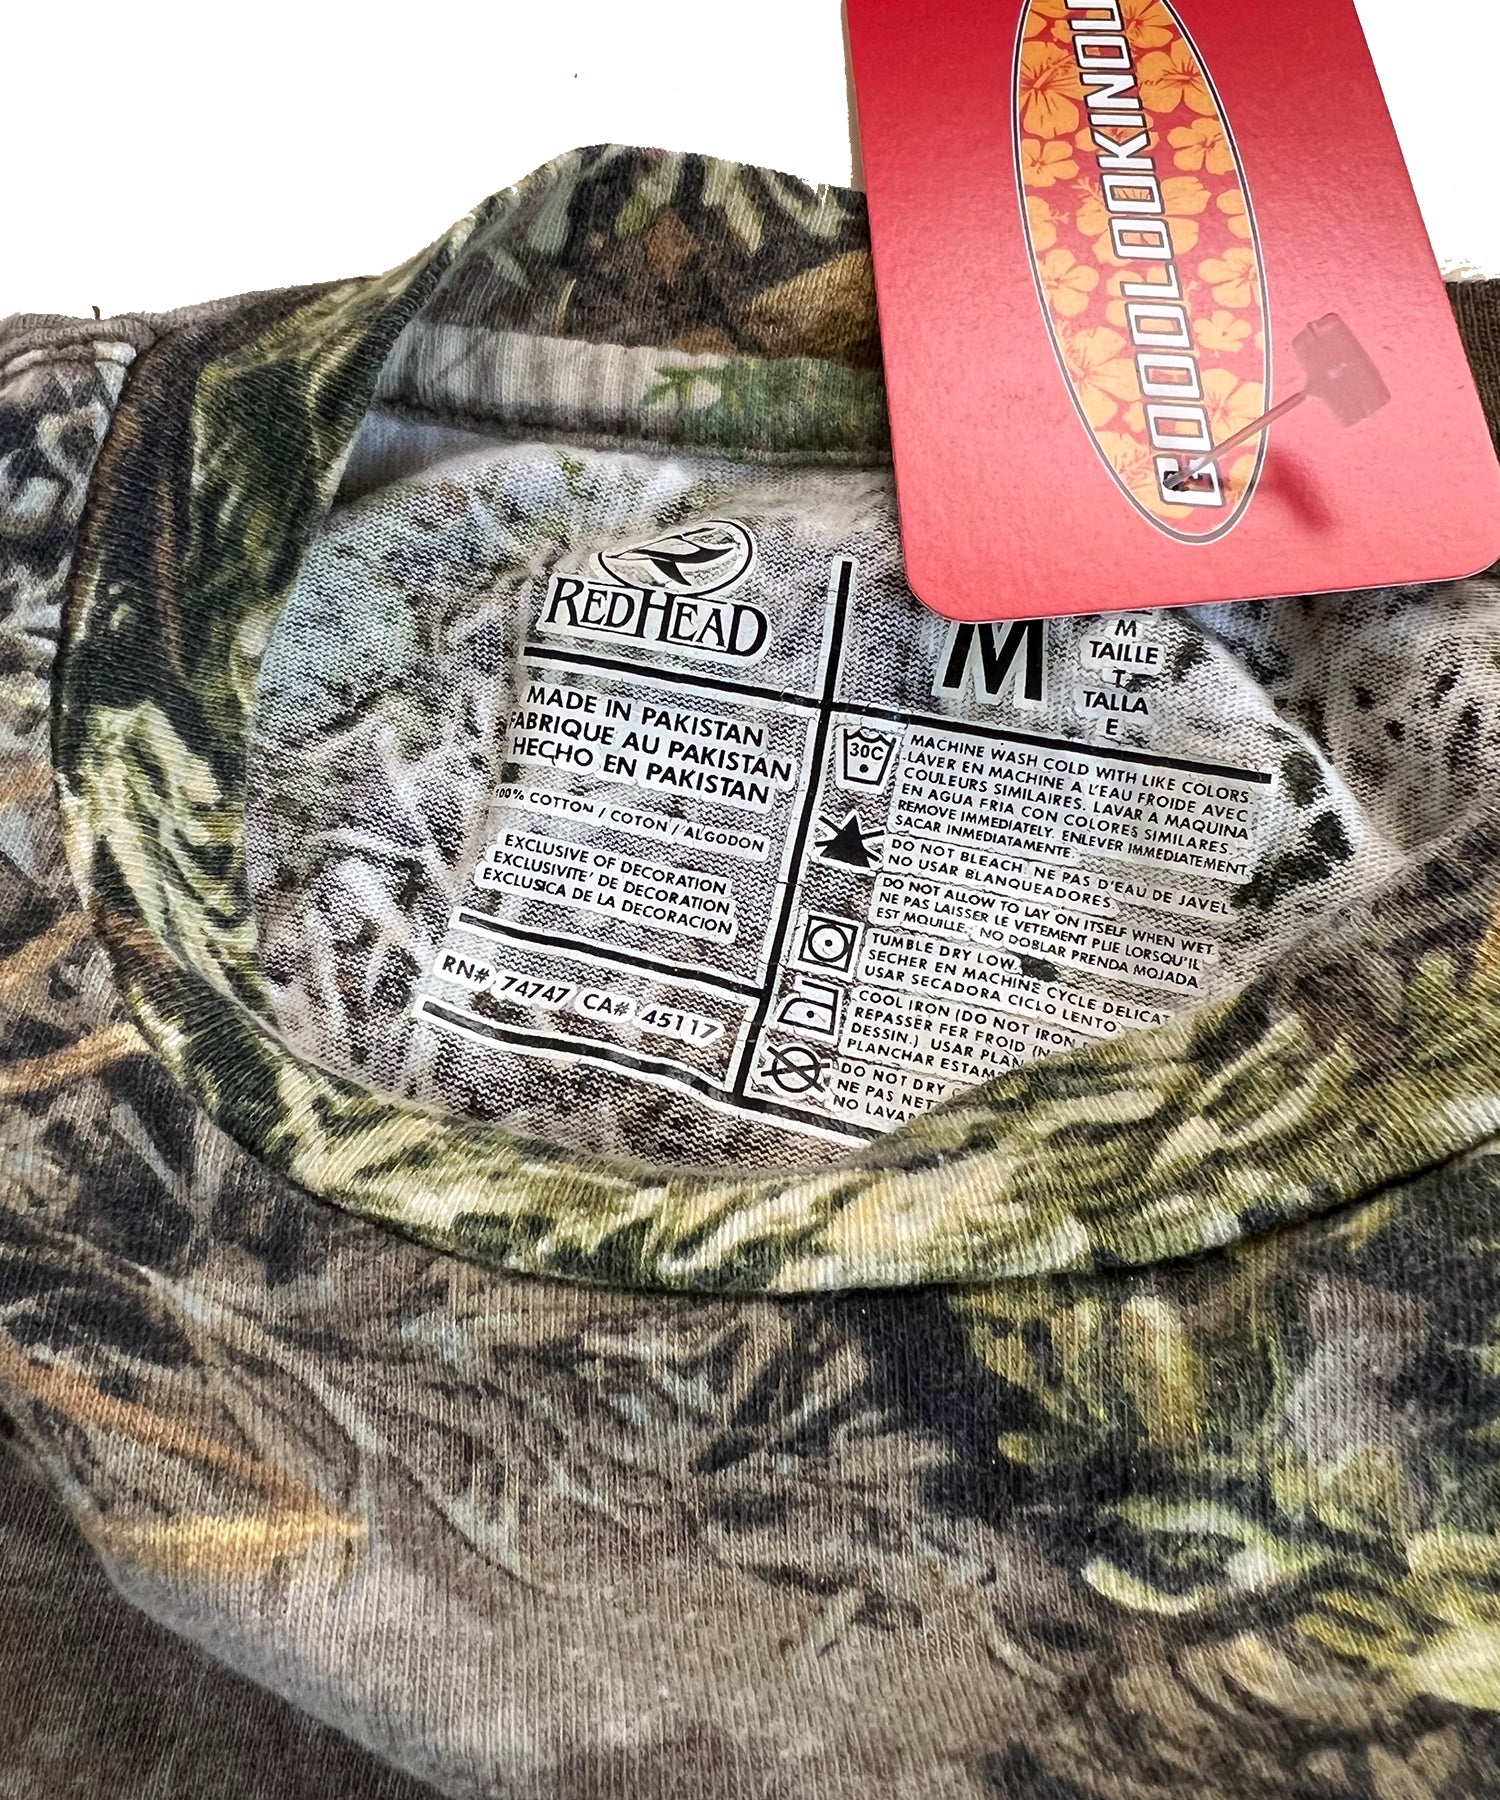 GOODLOOKINOU
REDHEAD
MADE IN PAKISTAN
FABRIQUE AU PAKISTAN
HECHO EN PAKISTAN
100% COTTON / COTON / ALGODON
EXCLUSIVE OF DECORATION
EXCLUSIVITE' DE DECORATION
EXCLUSICA DE LA DECORACION
RN# 74747 CA# 45117
M
M
TAILLE
T
TALLA
E
30C
MACHINE WASH COLD WITH LIKE COLORS.
LAVER EN MACHINE A L'EAU FROIDE AVEC
COULEURS SIMILAIRES. LAVAR A MAQUINA
EN AGUA FRIA CON COLORES SIMILARES.
REMOVE IMMEDIATELY. ENLEVER IMMEDIATEMENT
SACAR INMEDIATAMENTE
DO NOT BLEACH. NE PAS D'EAU DE JAVEL
NO USAR BLANQUEADORES
DO NOT ALLOW TO LAY ON ITSELF WHEN WET
NE PAS LAISSER LE VETEMENT PLIE LORSQU'IL
EST MOUILLE. NO DOBLAR PRENDA MOJADA
TUMBLE DRY LOW.
SECHER EN MACHINE CYCLE DELICAT
USAR SECADORA CICLO LENTO
COOL IRON (DO NOT IRON
REPASSER FER FROID (N
DESSIN.) USAR PLAN
PLANCHAR ESTAM
DO NOT DRY
NE PAS NETT
NO LAVAR